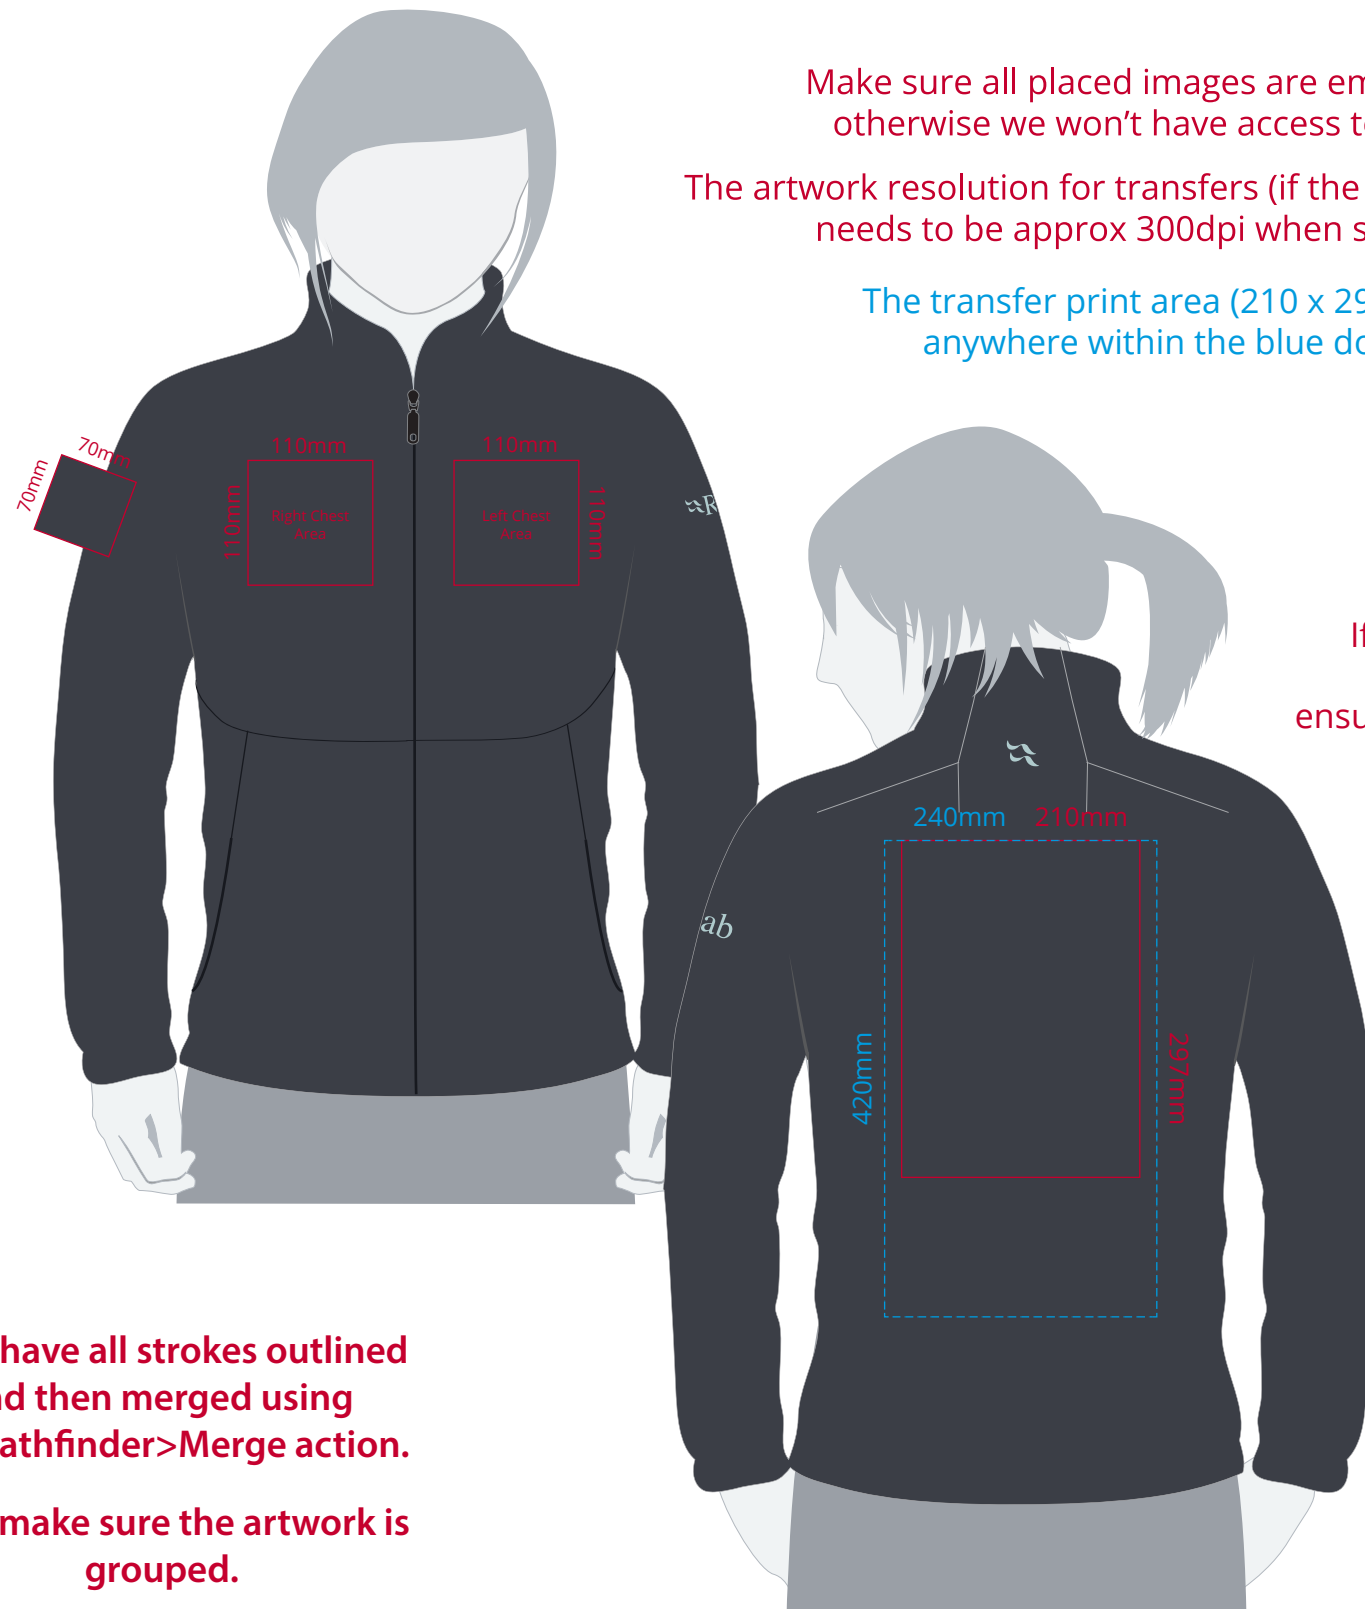 Make sure all placed images are em
otherwise we won't have access to
The artwork resolution for transfers (if the
needs to be approx 300dpi when s
The transfer print area (210 x 29
anywhere within the blue do
70mm
70mm
110mm
110mm
Right Chest
Area
110mm
Left Chest
Area
110mm
R
If
ensu
240mm
210mm
ab
420mm
297mm
have all strokes outlined
d then merged using
athfinder>Merge action.
make sure the artwork is
grouped.